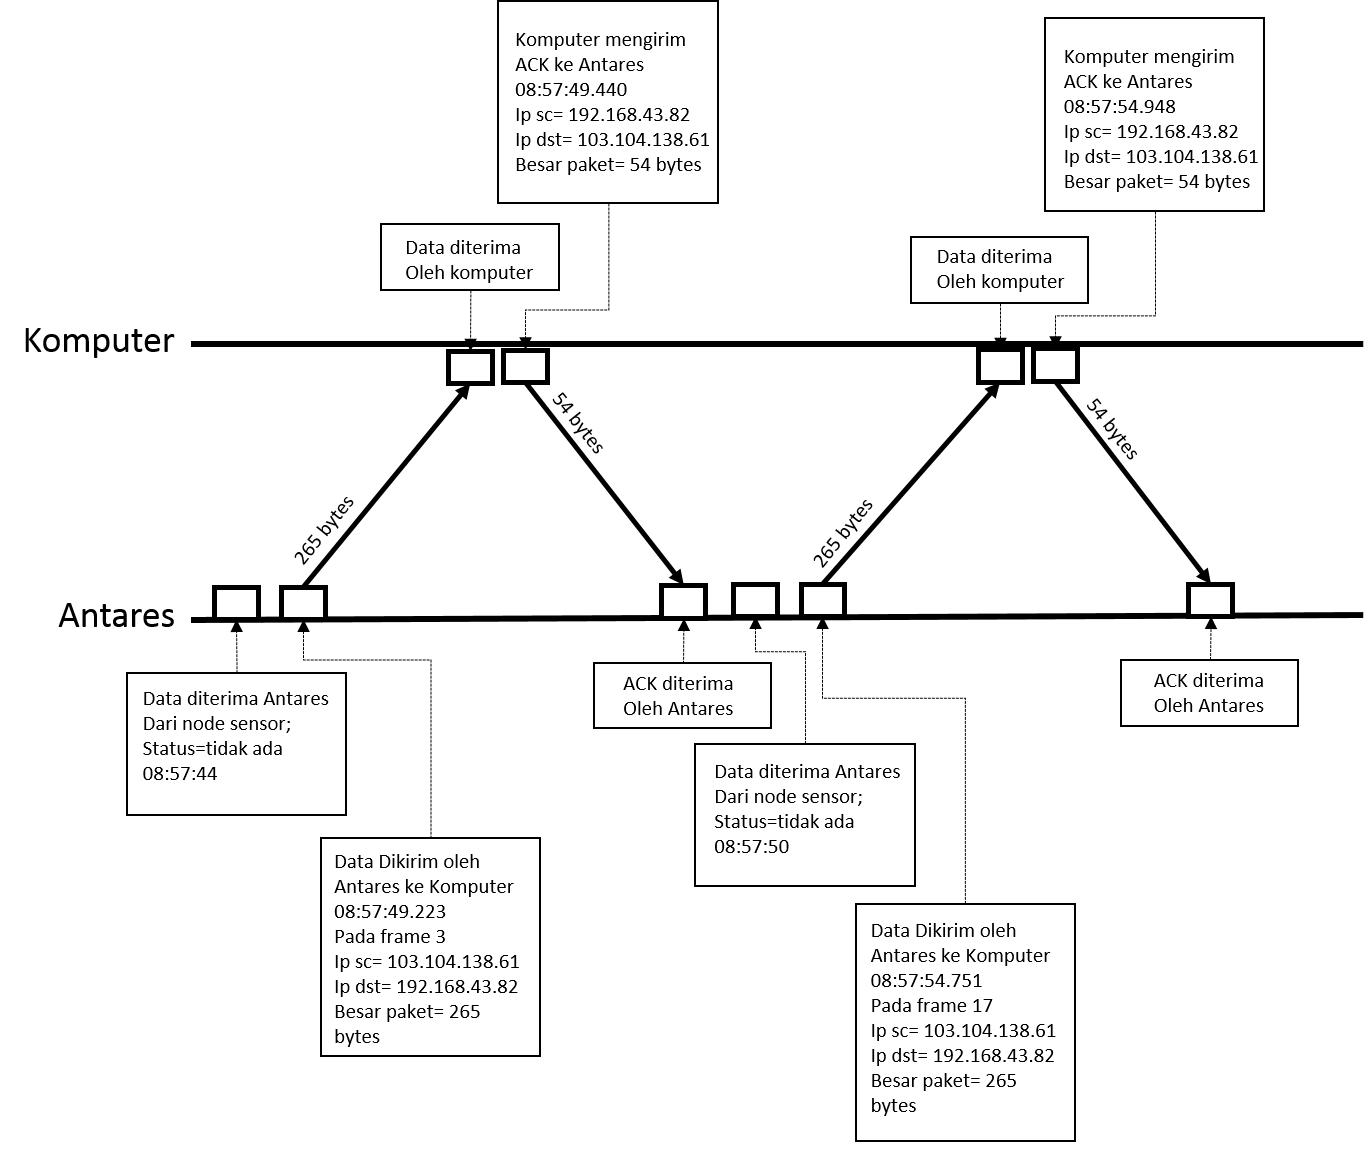 Komputer mengirim
ACK ke Antares
08:57:49.440
Ip sc= 192.168.43.82
Ip dst= 103.104.138.61
Besar paket= 54 bytes
Komputer mengirim
ACK ke Antares
08:57:54.948
Ip sc= 192.168.43.82
Ip dst= 103.104.138.61
Besar paket= 54 bytes
Data diterima
Oleh komputer
Data diterima
Oleh komputer
Komputer
265 bytes
54 bytes
265 bytes
54 bytes
Antares
Data diterima Antares
Dari node sensor;
Status=tidak ada
08:57:44
ACK diterima
Oleh Antares
ACK diterima
Oleh Antares
Data diterima Antares
Dari node sensor;
Status=tidak ada
08:57:50
Data Dikirim oleh
Antares ke Komputer
08:57:49.223
Pada frame 3
Ip sc= 103.104.138.61
Ip dst= 192.168.43.82
Besar paket= 265
bytes
Data Dikirim oleh
Antares ke Komputer
08:57:54.751
Pada frame 17
Ip sc= 103.104.138.61
Ip dst= 192.168.43.82
Besar paket= 265
bytes